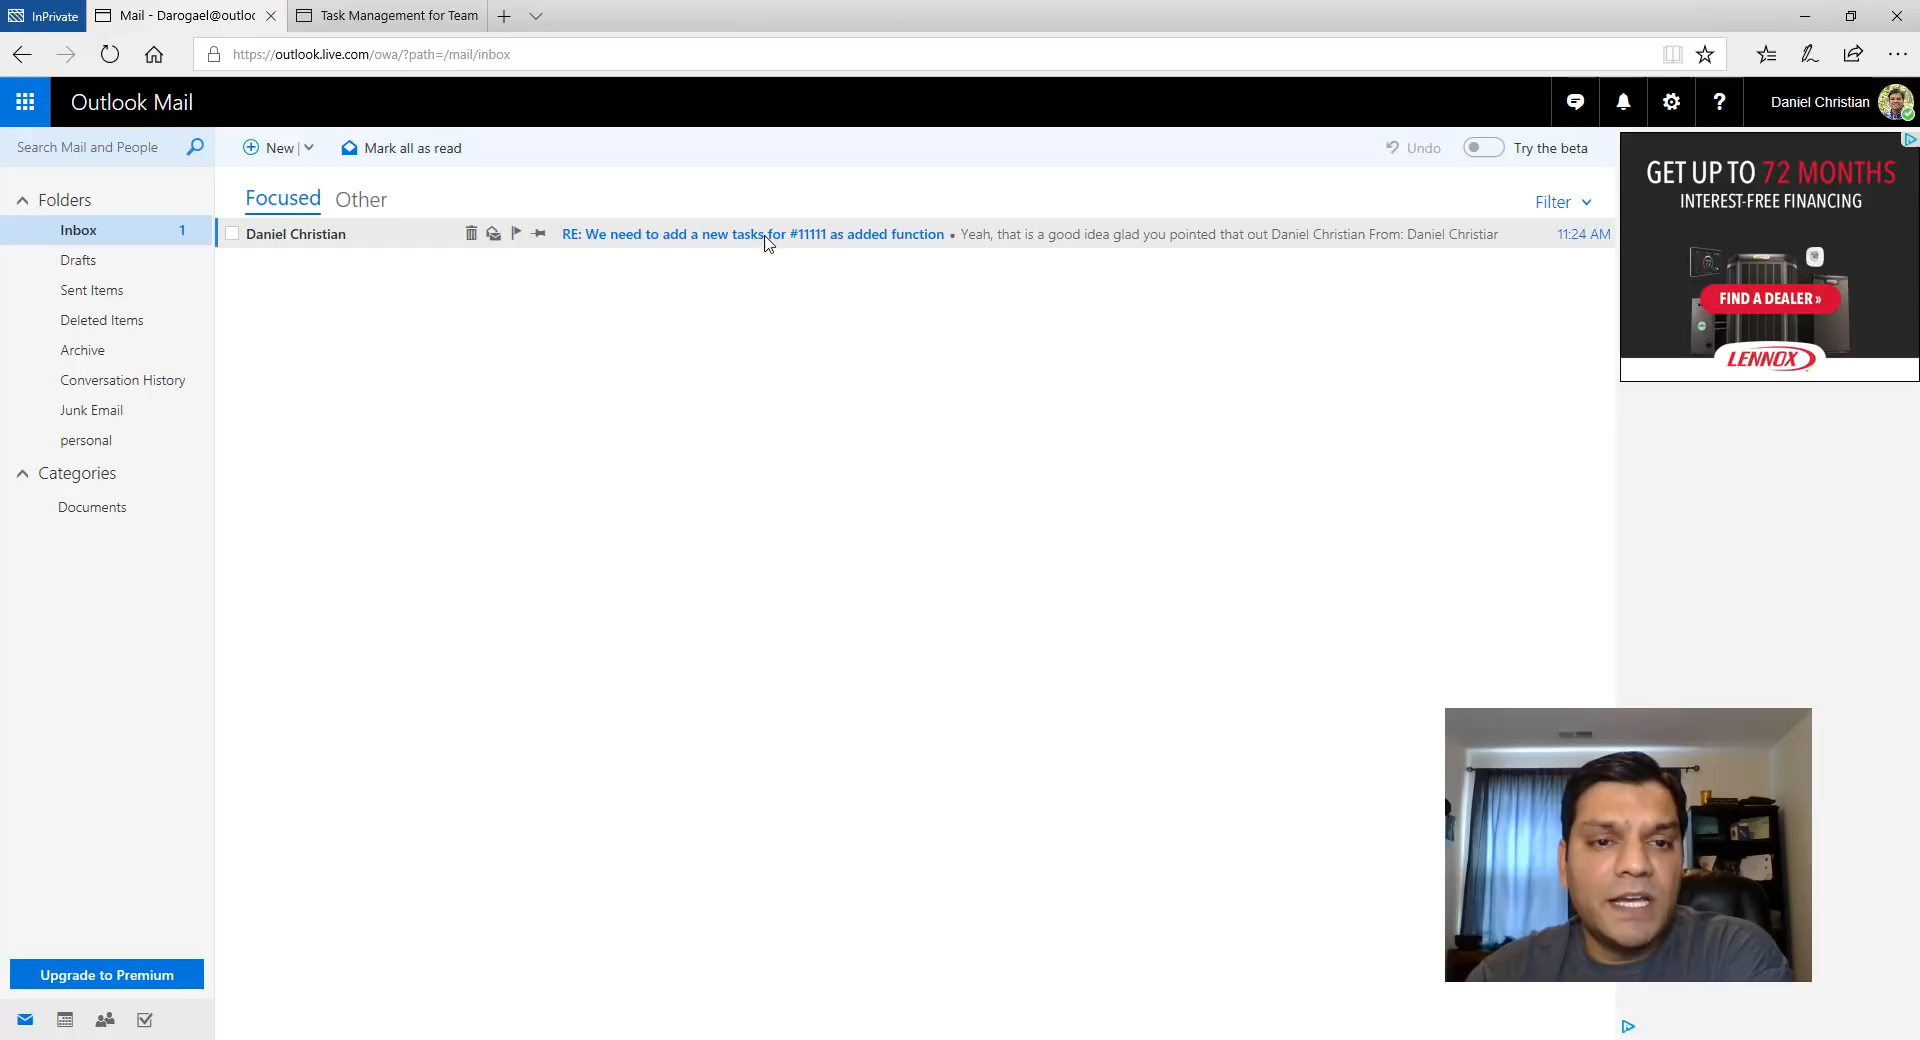 InPrivate
Mail - Darogael@outloo
Task Management for Team
https://outlook.live.com/owa/?path=/mail/inbox
Outlook Mail
Daniel Christian
Search Mail and People
New
Mark all as read
Undo
Try the beta
Folders
Inbox 1
Drafts
Sent Items
Deleted Items
Archive
Conversation History
Junk Email
personal
Categories
Documents
Focused Other
Filter
Daniel Christian
RE: We need to add a new tasks for #11111 as added function • Yeah, that is a good idea glad you pointed that out Daniel Christian From: Daniel Christiar
11:24 AM
GET UP TO 72 MONTHS
INTEREST-FREE FINANCING
FIND A DEALER »
LENNOX
Upgrade to Premium